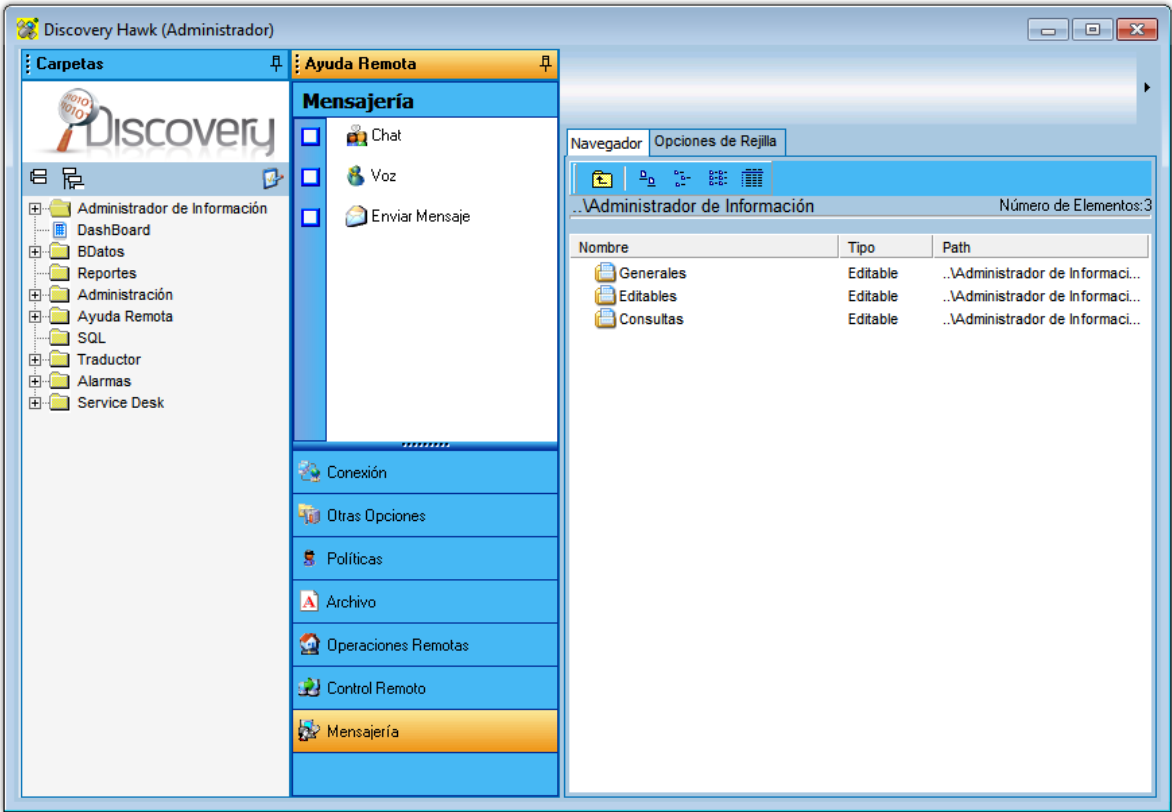 Discovery Hawk (Administrador)
Carpetas
Discovery
Administrador de Información
DashBoard
BDatos
Reportes
Administración
Ayuda Remota
SQL
Traductor
Alarmas
Service Desk
Ayuda Remota
Mensajería
Chat
Voz
Enviar Mensaje
Conexión
Otras Opciones
Políticas
Archivo
Operaciones Remotas
Control Remoto
Mensajería
Navegador Opciones de Rejilla
..\Administrador de Información Número de Elementos:3
Nombre Tipo Path
Generales Editable ..\Administrador de Informaci...
Editables Editable ..\Administrador de Informaci...
Consultas Editable ..\Administrador de Informaci...